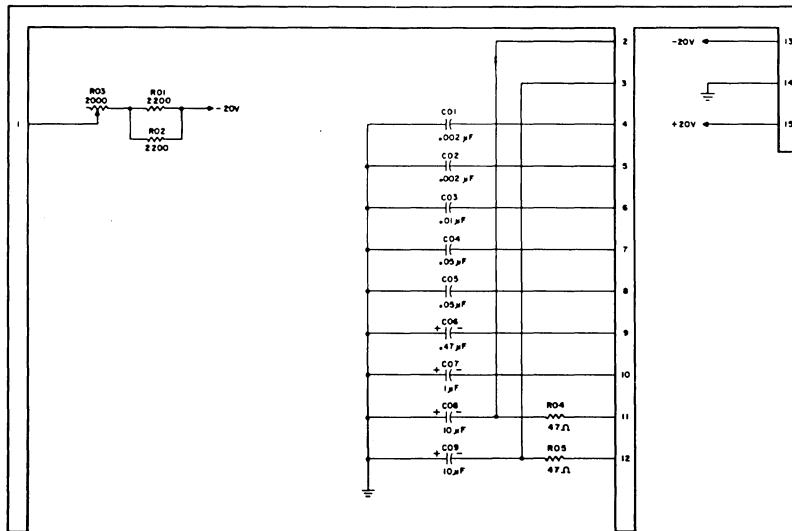 2
-20V
13
3
14
R03
2000
R01
2200
-20V
R02
2200
1
C01
.002 µF
4
+20V
15
C02
.002 µF
5
C03
.01 µF
6
C04
.05 µF
7
C05
.05 µF
8
+ C06 -
.47 µF
9
+ C07 -
1 µF
10
+ C08 -
10 µF
R04
47Ω
11
+ C09 -
10 µF
R05
47Ω
12